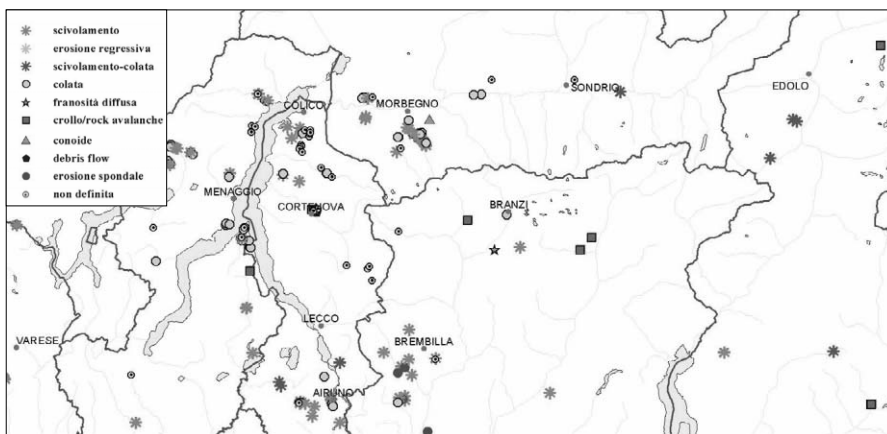 scivolamento
erosione regressiva
scivolamento-colata
colata
franosità diffusa
crollo/rock avalanche
conoide
debris flow
erosione spondale
non definita
COLICO
MORBEGNO
SONDRIO
EDOLO
MENAGGIO
CORTENOVA
BRANZI
LECCO
VARESE
BREMBILLA
AIRUNO